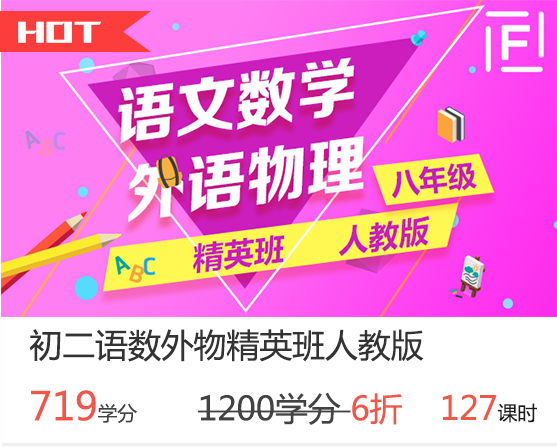 HOT
F
语文数学
外语物理
八年级
ABC
ABC 精英班 人教版
初二语数外物精英班人教版
719学分 1200学分 6折 127课时